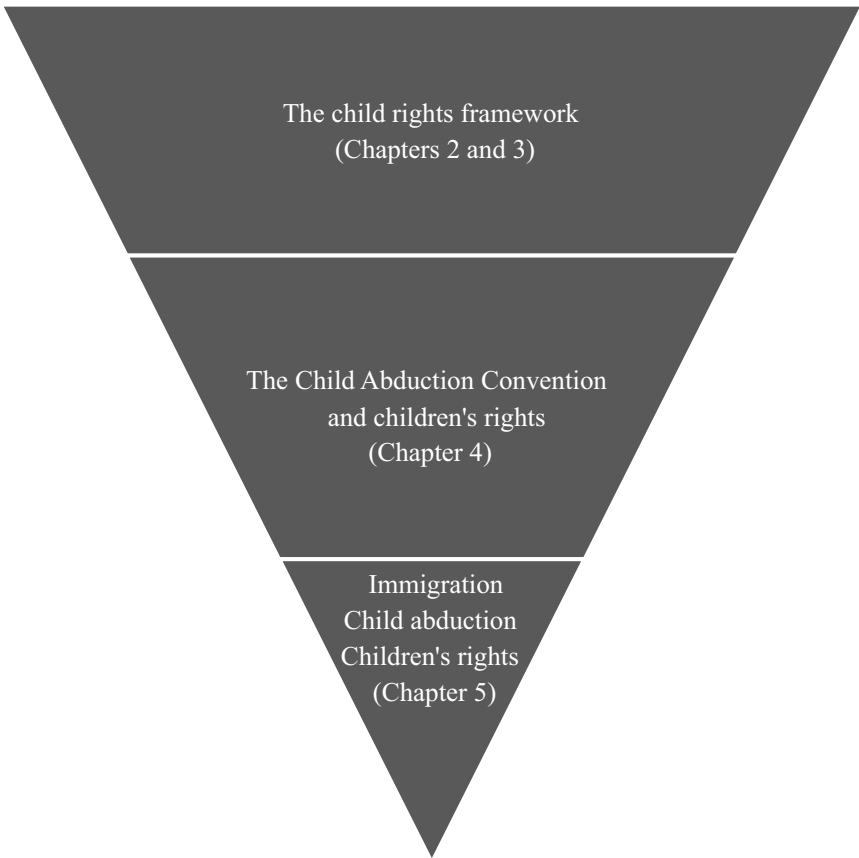 The child rights framework
(Chapters 2 and 3)
The Child Abduction Convention
and children's rights
(Chapter 4)
Immigration
Child abduction
Children's rights
(Chapter 5)